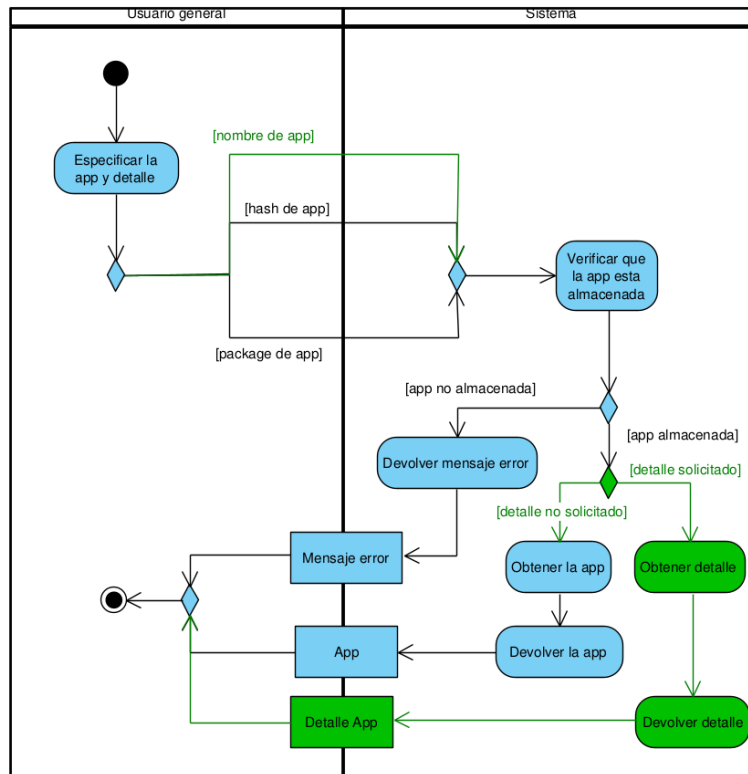 Usuario general
Sistema
[nombre de app]
Especificar la
app y detalle
[hash de app]
Verificar que
la app esta
almacenada
[package de app]
[app no almacenada]
[app almacenada]
Devolver mensaje error
[detalle solicitado]
[detalle no solicitado]
Mensaje error
Obtener la app
Obtener detalle
App
Devolver la app
Detalle App
Devolver detalle